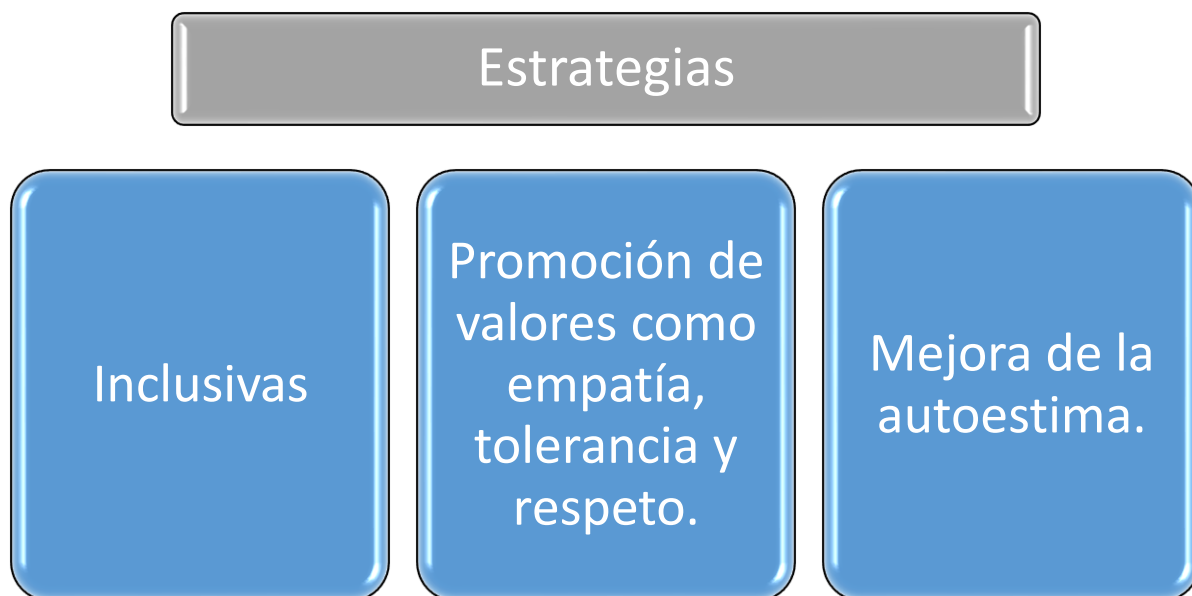 Estrategias
Inclusivas
Promoción de
valores como
empatía,
tolerancia y
respeto.
Mejora de la
autoestima.